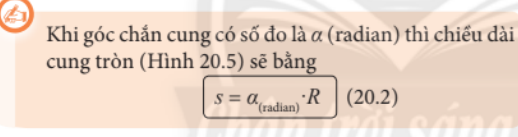 Khi góc chắn cung có số đo là α (radian) thì chiều dài
cung tròn (Hình 20.5) sẽ bằng
s = α(radian)·R (20.2)